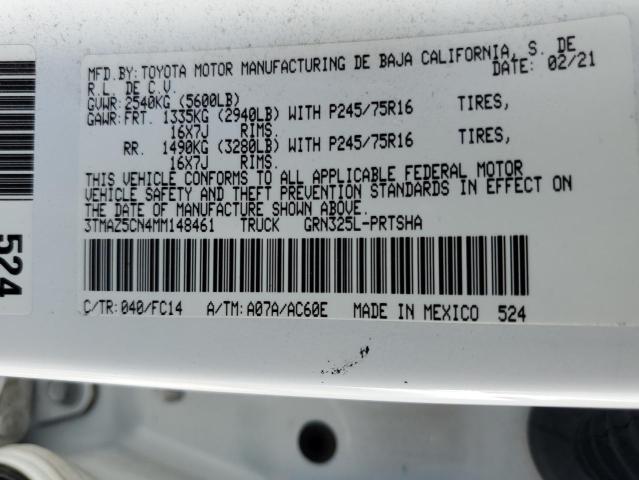 MFD.BY:TOYOTA MOTOR MANUFACTURING DE BAJA CALIFORNIA, S. DE
R.L. DE C.V. DATE: 02/21
GVWR:2540KG (5600LB)
GAWR:FRT. 1335KG (2940LB) WITH P245/75R16 TIRES,
16X7J RIMS.
RR. 1490KG (3280LB) WITH P245/75R16 TIRES,
16X7J RIMS.
THIS VEHICLE CONFORMS TO ALL APPLICABLE FEDERAL MOTOR
VEHICLE SAFETY AND THEFT PREVENTION STANDARDS IN EFFECT ON
THE DATE OF MANUFACTURE SHOWN ABOVE.
3TMAZ5CN4MM148461 TRUCK GRN325L-PRTSHA
C/TR:040/FC14 A/TM:A07A/AC60E MADE IN MEXICO 524
524